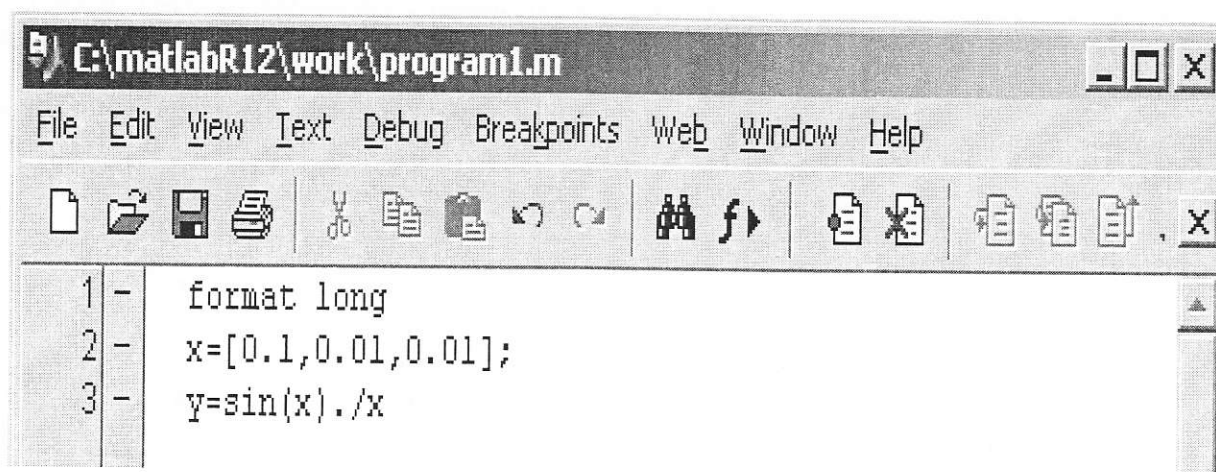 C:\matlabR12\work\program1.m
File Edit View Text Debug Breakpoints Web Window Help
1 - format long
2 - x=[0.1,0.01,0.01];
3 - y=sin(x)./x